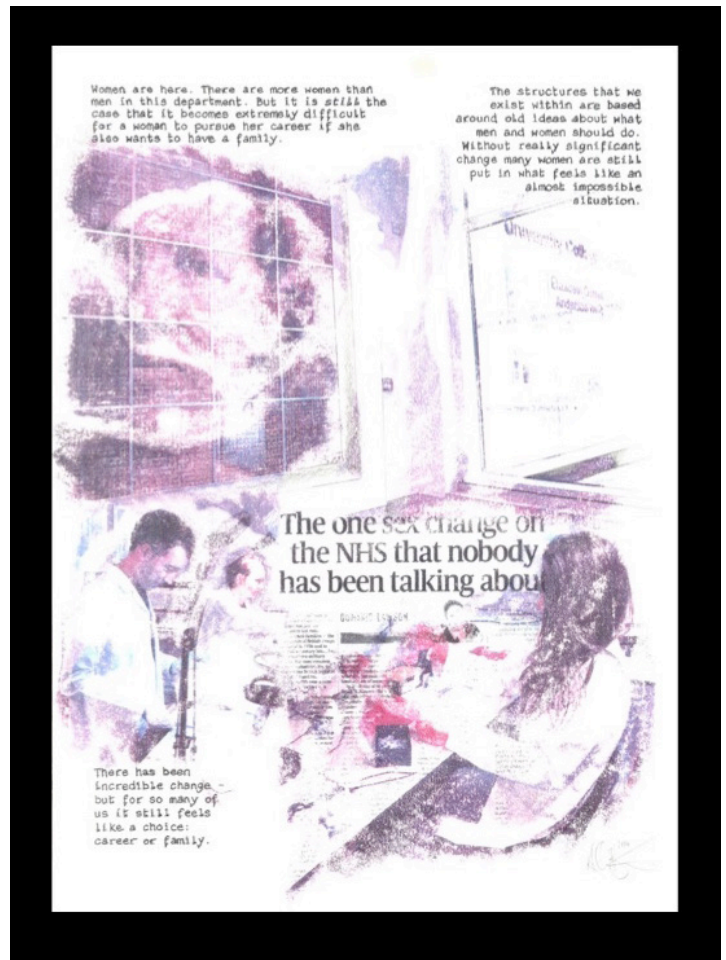 Women are here. There are more women than
men in this department. But it is still the
case that it becomes extremely difficult
for a woman to pursue her career if she
also wants to have a family.
The structures that we
exist within are based
around old ideas about what
men and women should do.
Without really significant
change many women are still
put in what feels like an
almost impossible
situation.
The one sex change on
the NHS that nobody
has been talking about
There has been
incredible change -
but for so many of
us it still feels
like a choice:
career or family.